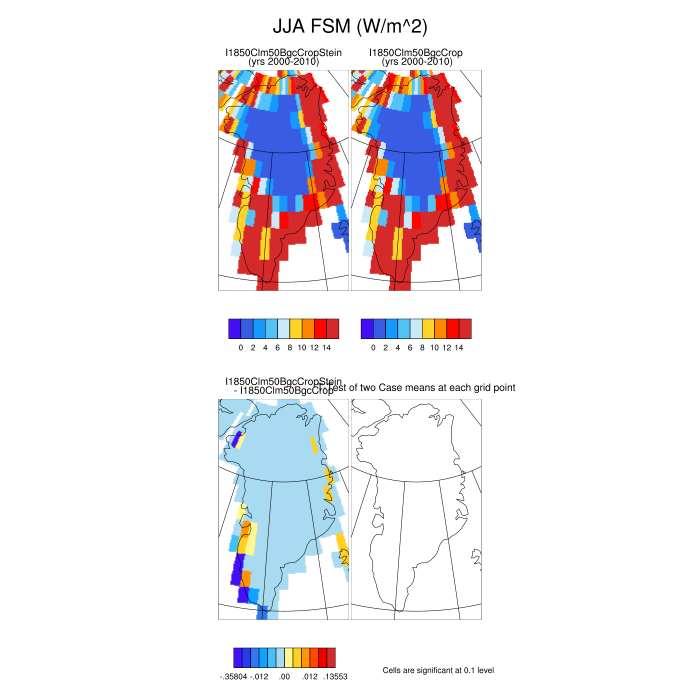 JJA FSM (W/m^2)
I1850Clm50BgcCropStein
(yrs 2000-2010)
I1850Clm50BgcCrop
(yrs 2000-2010)
0 2 4 6 8 10 12 14
0 2 4 6 8 10 12 14
I1850Clm50BgcCropStein
- I1850Clm50BgcCrop
of two Case means at each grid point
-.35804 -.012 .00 .012 .13553
Cells are significant at 0.1 level